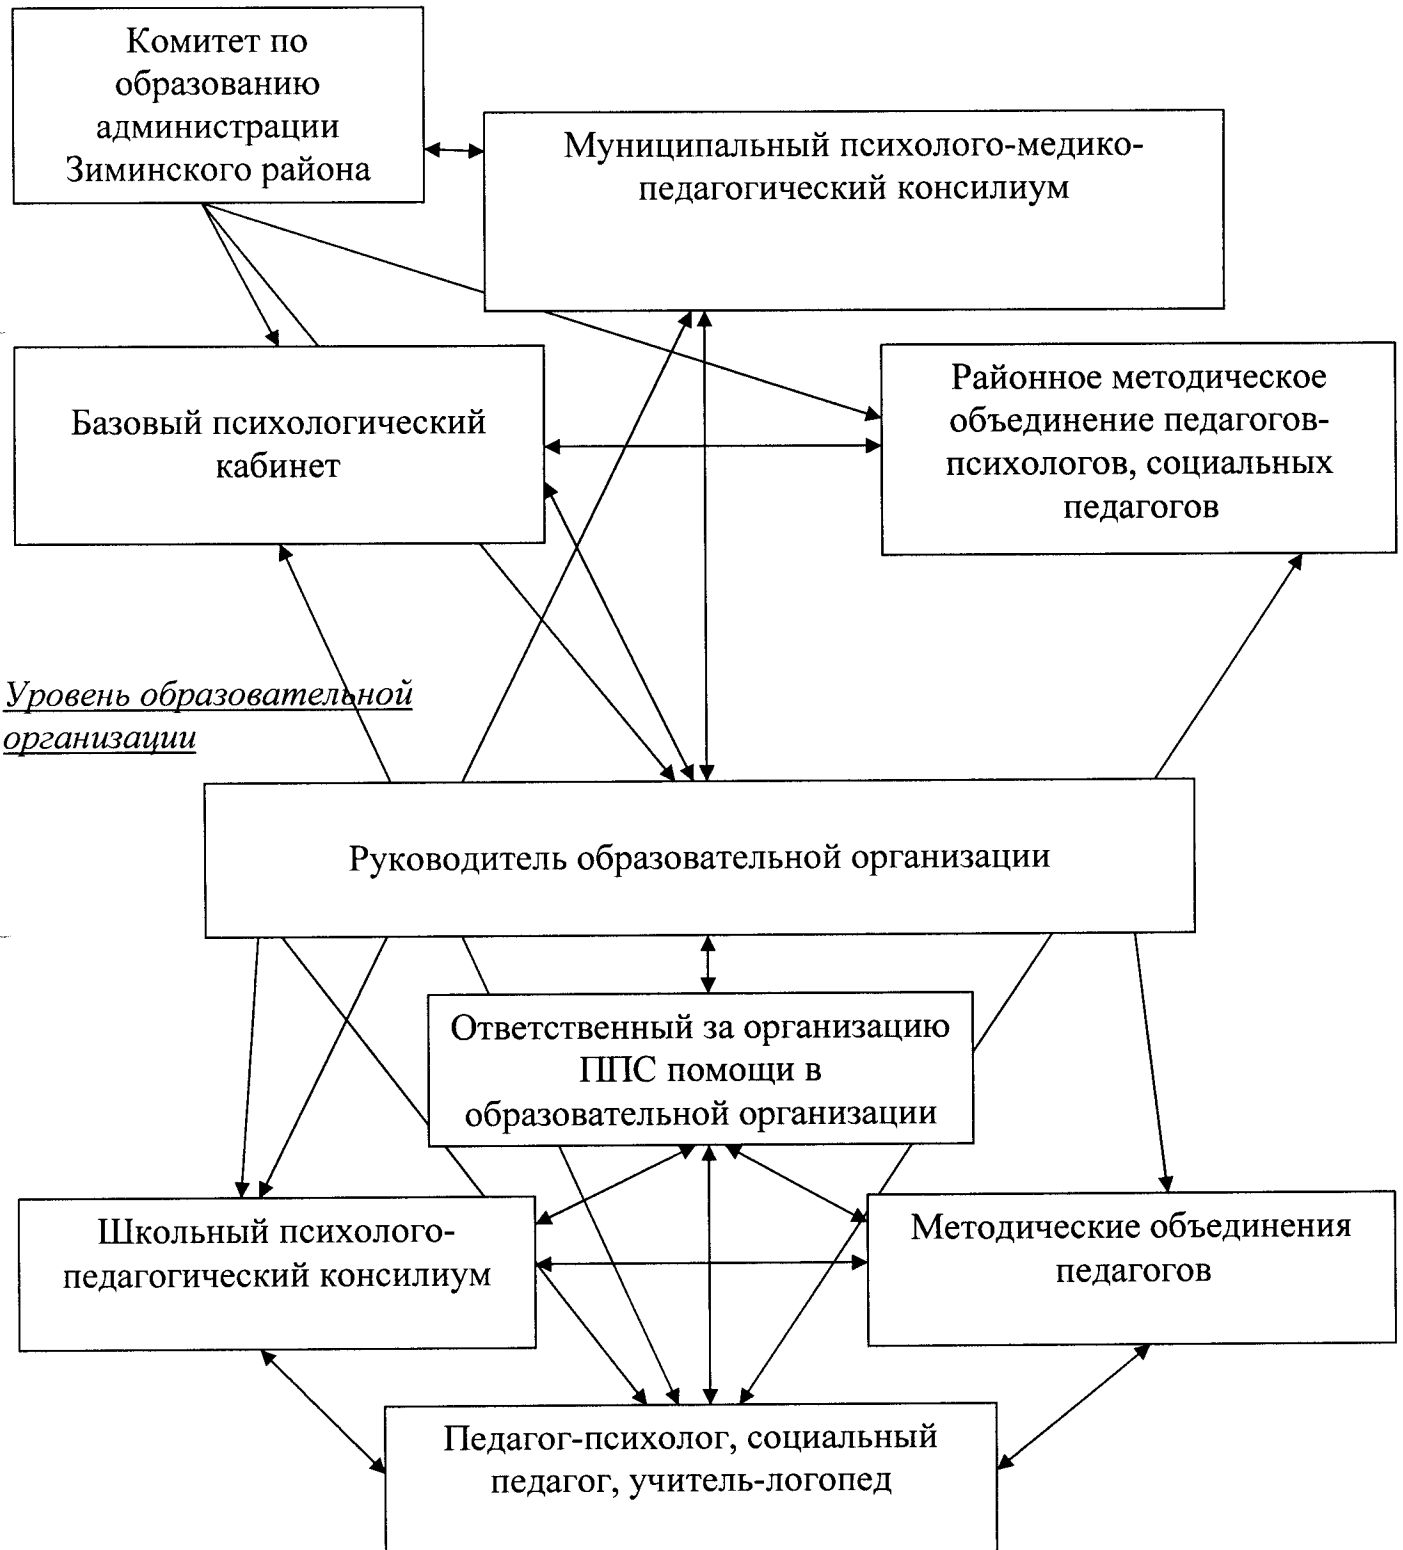 Комитет по
образованию
администрации
Зиминского района
Муниципальный психолого-медико-
педагогический консилиум
Базовый психологический
кабинет
Районное методическое
объединение педагогов-
психологов, социальных
педагогов
Уровень образовательной
организации
Руководитель образовательной организации
Ответственный за организацию
ППС помощи в
образовательной организации
Школьный психолого-
педагогический консилиум
Методические объединения
педагогов
Педагог-психолог, социальный
педагог, учитель-логопед